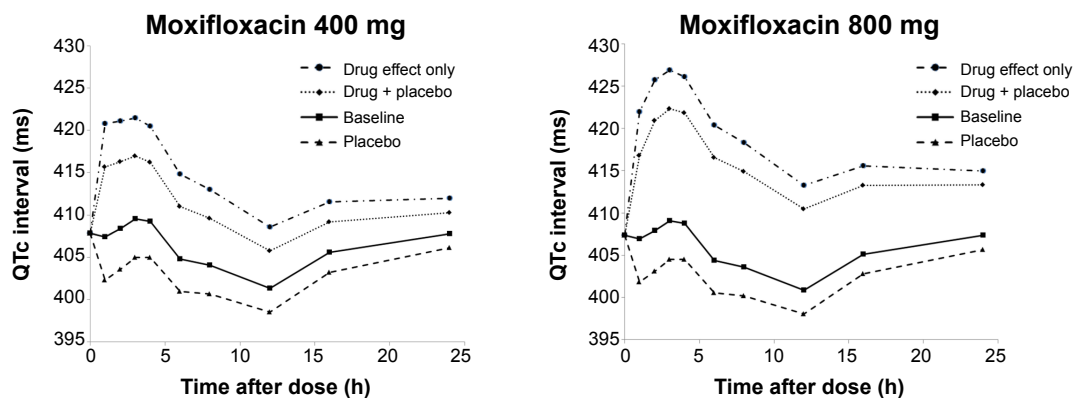 Moxifloxacin 400 mg
430
425
420
415
410
405
400
395
0
5
10
15
20
25
QTc interval (ms)
Time after dose (h)
Drug effect only
Drug + placebo
Baseline
Placebo
Moxifloxacin 800 mg
430
425
420
415
410
405
400
395
0
5
10
15
20
25
QTc interval (ms)
Time after dose (h)
Drug effect only
Drug + placebo
Baseline
Placebo